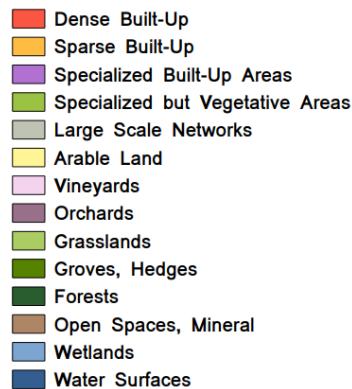 Dense Built-Up
Sparse Built-Up
Specialized Built-Up Areas
Specialized but Vegetative Areas
Large Scale Networks
Arable Land
Vineyards
Orchards
Grasslands
Groves, Hedges
Forests
Open Spaces, Mineral
Wetlands
Water Surfaces